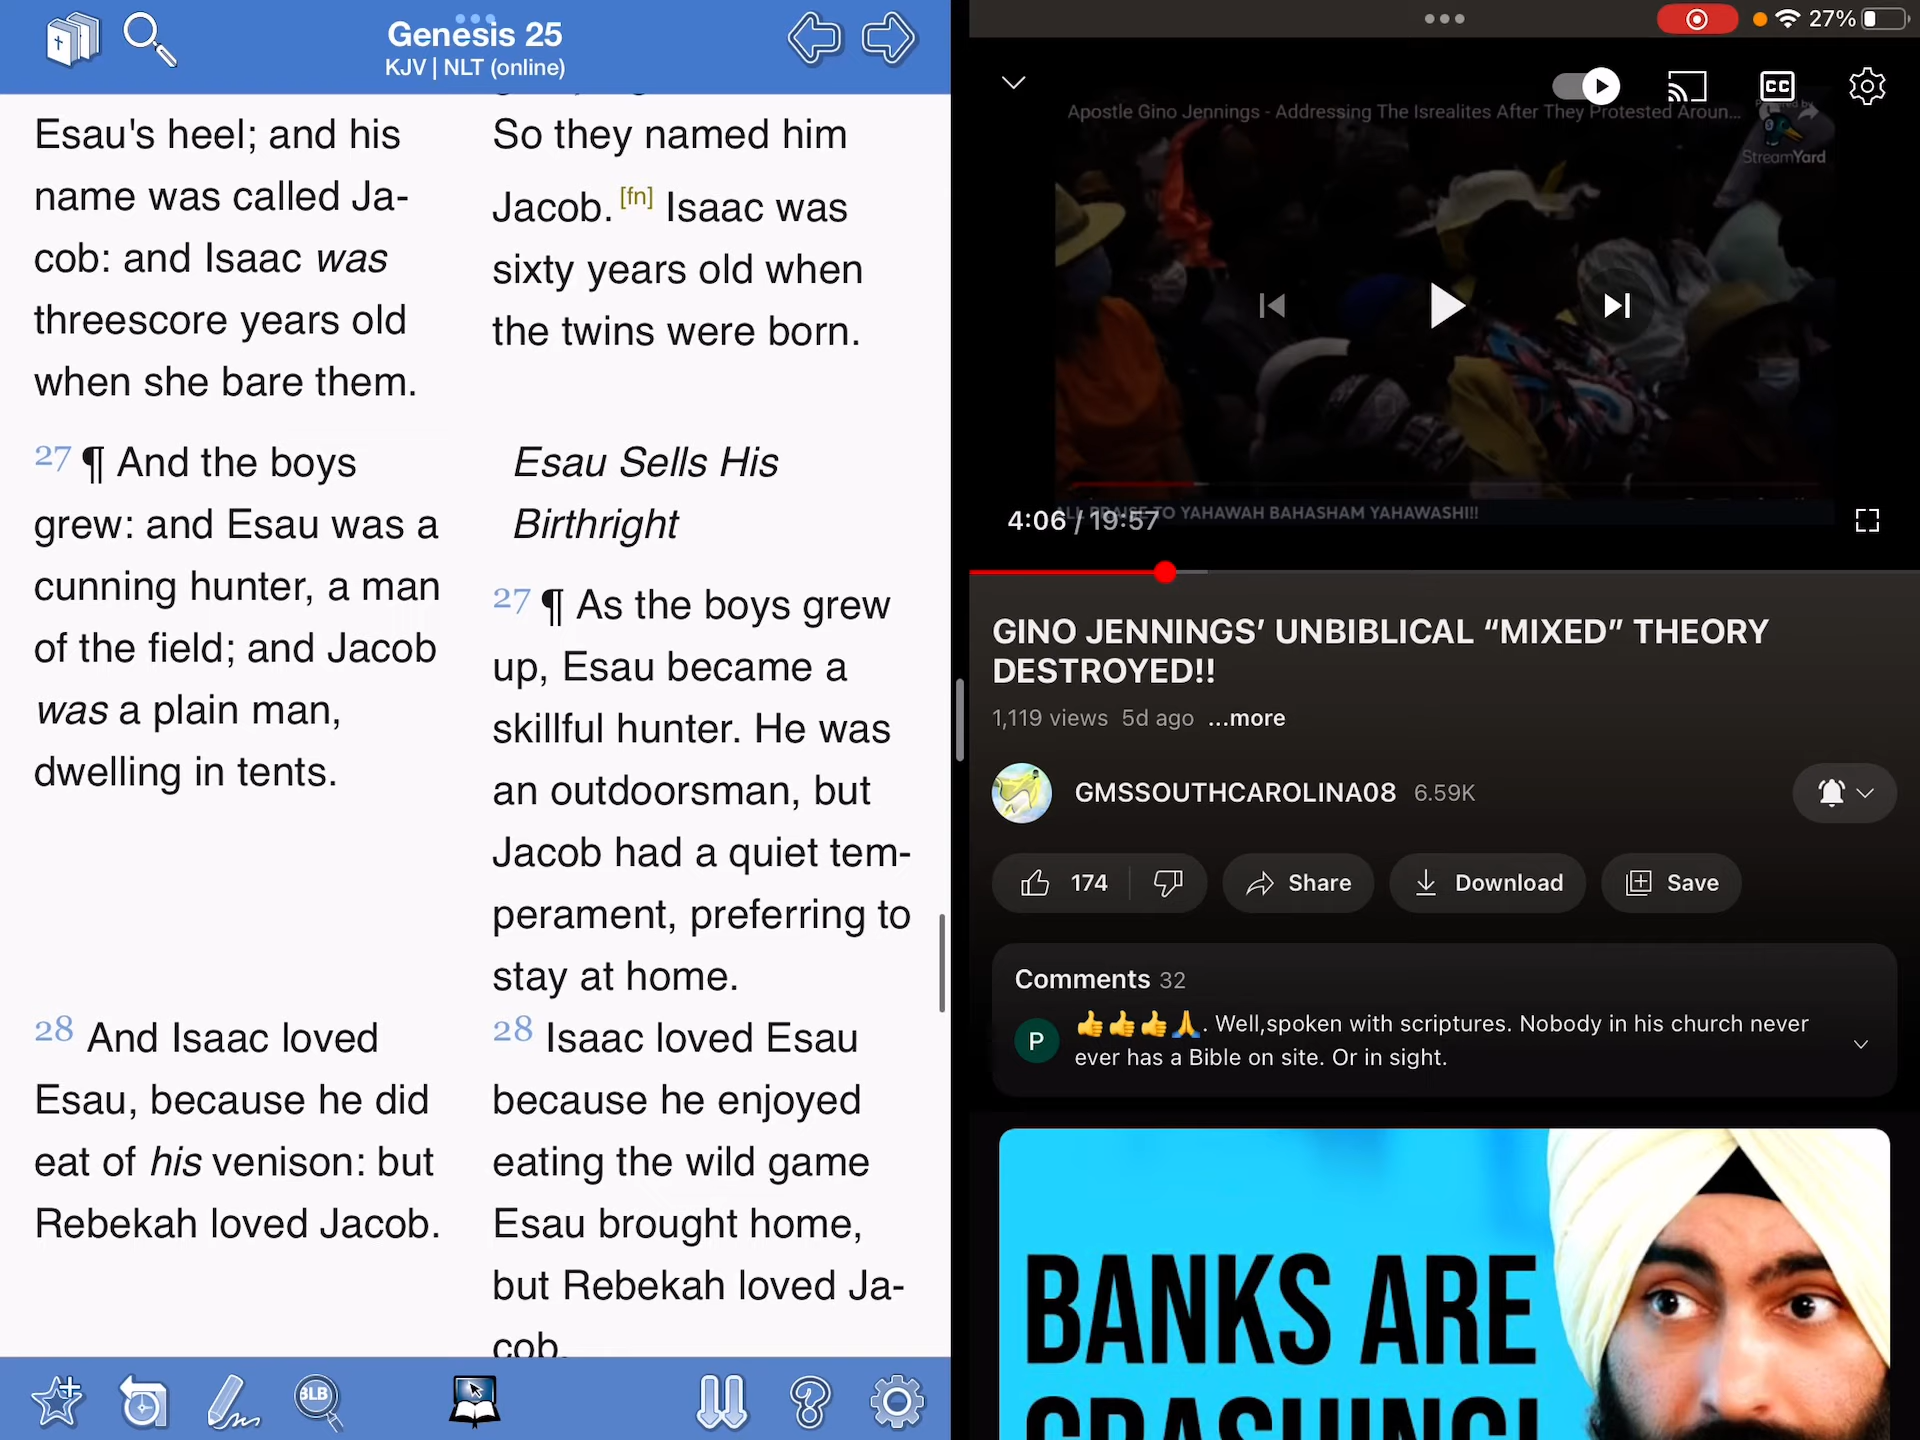 Genesis 25
KJV | NLT (online)
Esau's heel; and his
name was called Ja-
cob: and Isaac was
threescore years old
when she bare them.
27 ¶ And the boys
grew: and Esau was a
cunning hunter, a man
of the field; and Jacob
was a plain man,
dwelling in tents.
28 And Isaac loved
Esau, because he did
eat of his venison: but
Rebekah loved Jacob.
So they named him
Jacob. [fn] Isaac was
sixty years old when
the twins were born.
Esau Sells His
Birthright
27 ¶ As the boys grew
up, Esau became a
skillful hunter. He was
an outdoorsman, but
Jacob had a quiet tem-
perament, preferring to
stay at home.
28 Isaac loved Esau
because he enjoyed
eating the wild game
Esau brought home,
but Rebekah loved Ja-
cob.
BLB
27%
CC
Apostle Gino Jennings - Addressing The Isrealites After They Protested Aroun...
StreamYard
ALL PRAISE TO YAHAWAH BAHASHAM YAHAWASHI!!
4:06 / 19:57
GINO JENNINGS’ UNBIBLICAL “MIXED” THEORY
DESTROYED!!
1,119 views 5d ago ...more
GMSSOUTHCAROLINA08 6.59K
174 Share Download Save
Comments 32
P
👍👍👍🙏. Well,spoken with scriptures. Nobody in his church never
ever has a Bible on site. Or in sight.
BANKS ARE
CRASHING!